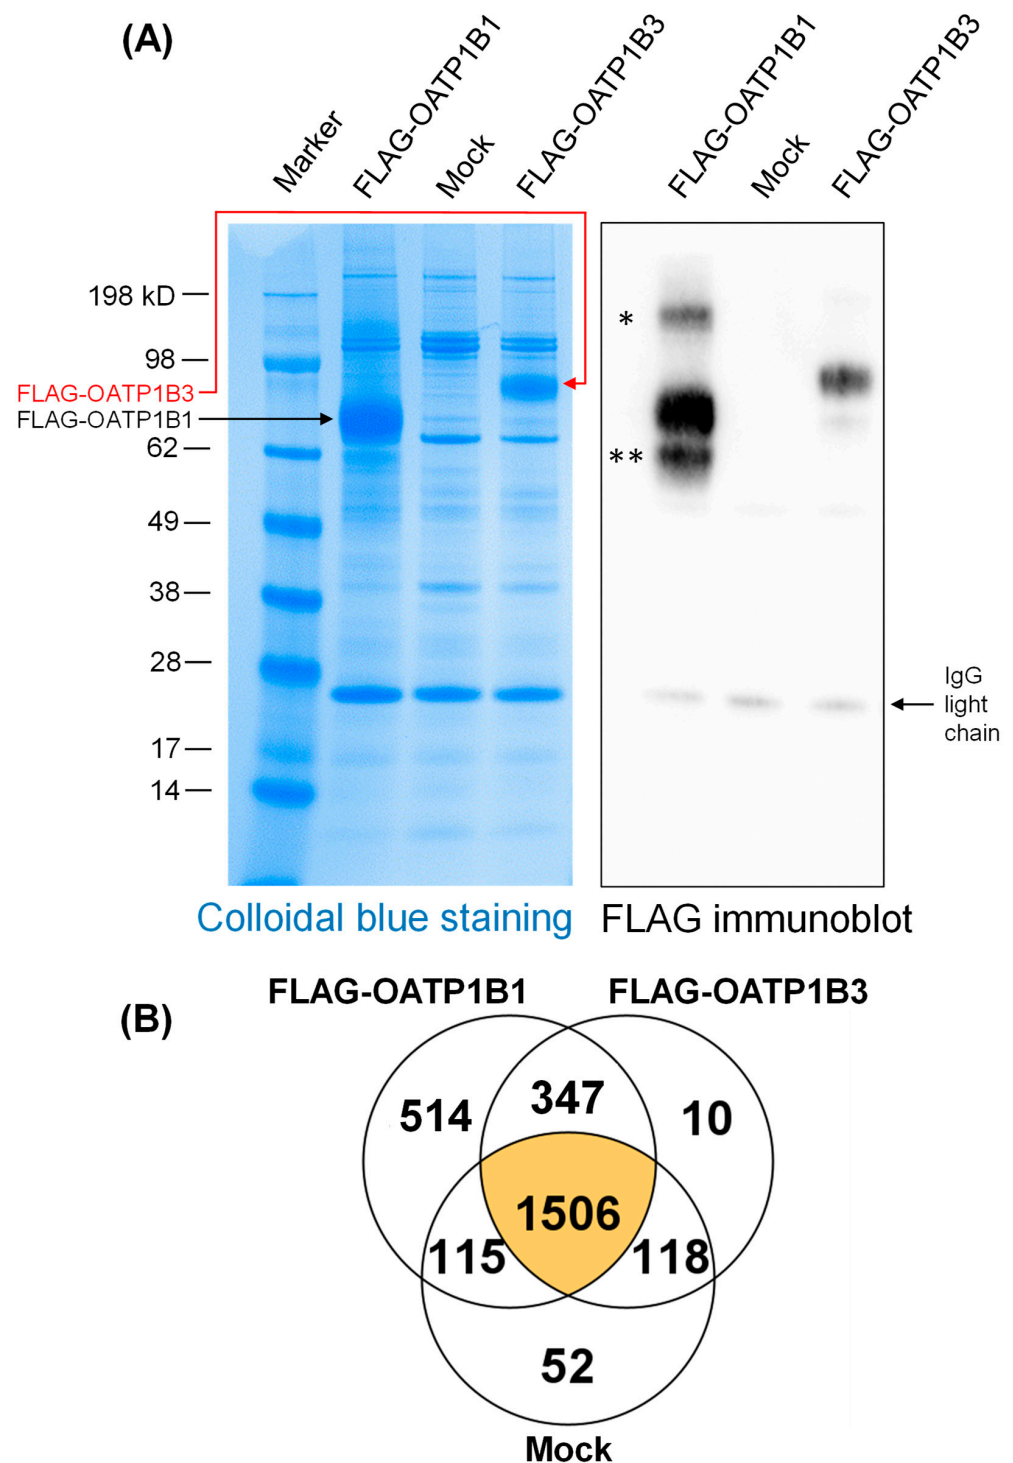 (A)
Marker
FLAG-OATP1B1
Mock
FLAG-OATP1B3
FLAG-OATP1B1
Mock
FLAG-OATP1B3
198 kD
98
FLAG-OATP1B3
FLAG-OATP1B1
62
49
38
28
17
14
*
**
IgG
light
chain
Colloidal blue staining
FLAG immunoblot
(B)
FLAG-OATP1B1
FLAG-OATP1B3
514
347
10
1506
115
118
52
Mock